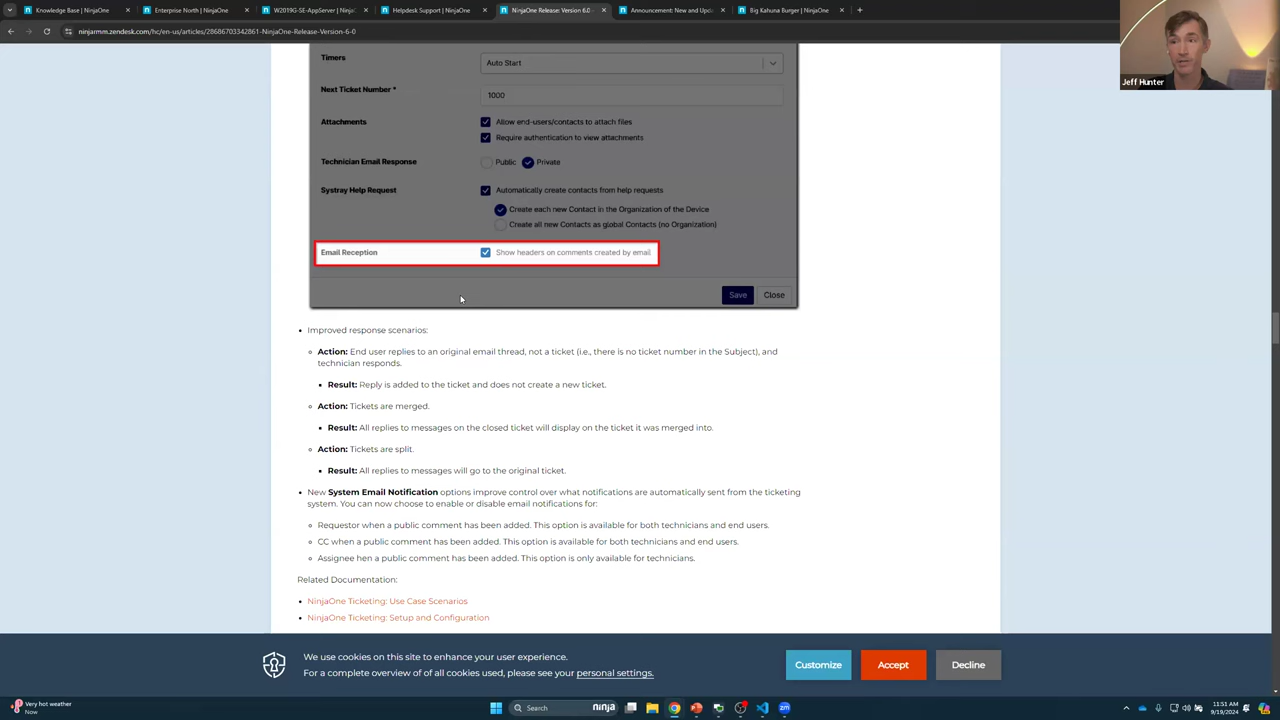 Knowledge Base | NinjaOne
Enterprise North | NinjaOne
W2019G-SE-AppServer | NinjaOne
Helpdesk Support | NinjaOne
NinjaOne Release: Version 6.0
Announcement: New and Upda
Big Kahuna Burger | NinjaOne
ninjarmm.zendesk.com/hc/en-us/articles/28686703342861-NinjaOne-Release-Version-6-0
Jeff Hunter
Timers
Auto Start
Next Ticket Number *
1000
Attachments
Allow end-users/contacts to attach files
Require authentication to view attachments
Technician Email Response
Public
Private
Systray Help Request
Automatically create contacts from help requests
Create each new Contact in the Organization of the Device
Create all new Contacts as global Contacts (no Organization)
Email Reception
Show headers on comments created by email
Save
Close
• Improved response scenarios:
Action: End user replies to an original email thread, not a ticket (i.e., there is no ticket number in the Subject), and
technician responds.
Result: Reply is added to the ticket and does not create a new ticket.
Action: Tickets are merged.
Result: All replies to messages on the closed ticket will display on the ticket it was merged into.
Action: Tickets are split.
Result: All replies to messages will go to the original ticket.
• New System Email Notification options improve control over what notifications are automatically sent from the ticketing
system. You can now choose to enable or disable email notifications for:
Requestor when a public comment has been added. This option is available for both technicians and end users.
CC when a public comment has been added. This option is available for both technicians and end users.
Assignee hen a public comment has been added. This option is only available for technicians.
Related Documentation:
• NinjaOne Ticketing: Use Case Scenarios
• NinjaOne Ticketing: Setup and Configuration
We use cookies on this site to enhance your user experience.
For a complete overview of of all cookies used, please see your personal settings.
Customize
Accept
Decline
Very hot weather
Now
Search
ninja
zm
11:51 AM
9/19/2024